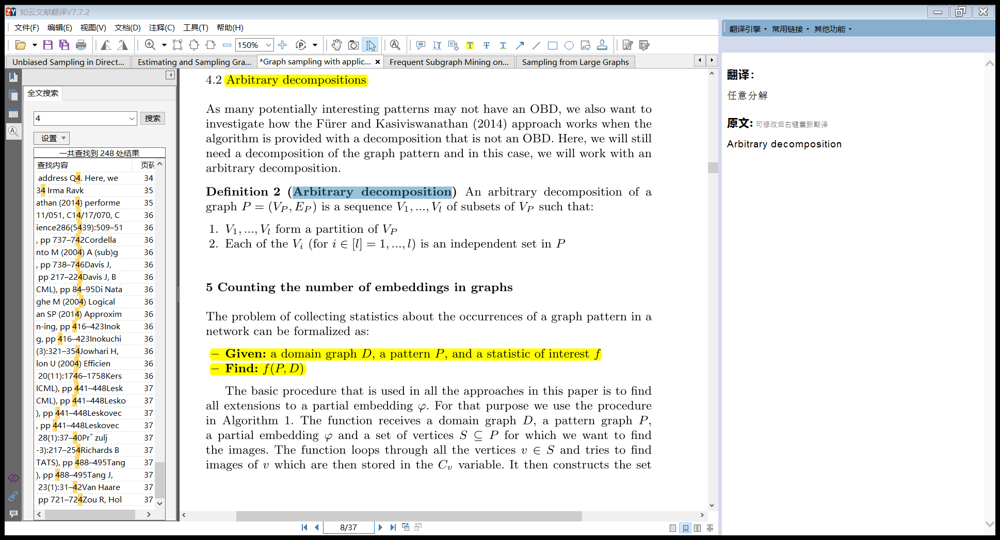 知云文献翻译V7.7.2
文件(F) 编辑(E) 视图(V) 文档(D) 注释(C) 工具(T) 帮助(H)
翻译引擎 常用链接 其他功能
150%
Unbiased Sampling in Direct...
Estimating and Sampling Gra...
*Graph sampling with applic...
Frequent Subgraph Mining on...
Sampling from Large Graphs
全文搜索
4
搜索
设置
一共查找到 248 处结果
查找内容 页码
address Q4. Here, we 34
34 Irma Ravk 35
athan (2014) performe 35
11/051, C14/17/070, C 36
ience286(5439):509–51 36
, pp 737–742Cordella 36
nto M (2004) A (sub)g 36
, pp 738–746Davis J, 36
pp 217–224Davis J, B 36
CML), pp 84–95Di Nata 36
ghe M (2004) Logical 36
an SP (2014) Approxim 36
n-ing, pp 416–423Inok 36
g, pp 416–423Inokuchi 36
(3):321–354Jowhari H, 36
lon U (2004) Efficien 36
20(11):1746–1758Kers 36
ICML), pp 441–448Lesk 37
CML), pp 441–448Lesko 37
), pp 441–448Leskovec 37
, pp 441–448Leskovec 37
28(1):37–40Prˇ zulj 37
-3):217–254Richards B 37
TATS), pp 488–495Tang 37
), pp 488–495Tang J, 37
23(1):31–42Van Haare 37
pp 721–724Zou R, Hol 37
4.2 Arbitrary decompositions
As many potentially interesting patterns may not have an OBD, we also want to
investigate how the Fürer and Kasiviswanathan (2014) approach works when the
algorithm is provided with a decomposition that is not an OBD. Here, we will still
need a decomposition of the graph pattern and in this case, we will work with an
arbitrary decomposition.
Definition 2 (Arbitrary decomposition) An arbitrary decomposition of a
graph P = (V_P, E_P) is a sequence V_1, ..., V_l of subsets of V_P such that:
1. V_1, ..., V_l form a partition of V_P
2. Each of the V_i (for i ∈ [l] = 1, ..., l) is an independent set in P
5 Counting the number of embeddings in graphs
The problem of collecting statistics about the occurrences of a graph pattern in a
network can be formalized as:
– Given: a domain graph D, a pattern P, and a statistic of interest f
– Find: f(P, D)
The basic procedure that is used in all the approaches in this paper is to find
all extensions to a partial embedding φ. For that purpose we use the procedure
in Algorithm 1. The function receives a domain graph D, a pattern graph P,
a partial embedding φ and a set of vertices S ⊆ P for which we want to find
the images. The function loops through all the vertices v ∈ S and tries to find
images of v which are then stored in the C_v variable. It then constructs the set
8/37
翻译：
任意分解
原文: 可修改后右键重新翻译
Arbitrary decomposition